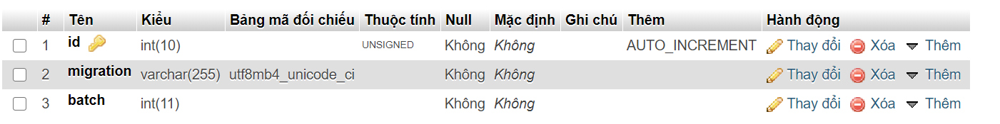 # Tên Kiểu Bảng mã đối chiếu Thuộc tính Null Mặc định Ghi chú Thêm Hành động
1 id int(10) UNSIGNED Không Không AUTO_INCREMENT Thay đổi Xóa Thêm
2 migration varchar(255) utf8mb4_unicode_ci Không Không Thay đổi Xóa Thêm
3 batch int(11) Không Không Thay đổi Xóa Thêm